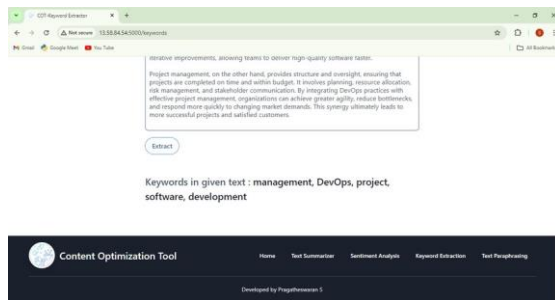 COT-Keyword Extractor
Not secure 13.58.84.54:5000/keywords
Gmail Google Meet You Tube All Bookmarks
iterative improvements, allowing teams to deliver high-quality software faster.
Project management, on the other hand, provides structure and oversight, ensuring that
projects are completed on time and within budget. It involves planning, resource allocation,
risk management, and stakeholder communication. By integrating DevOps practices with
effective project management, organizations can achieve greater agility, reduce bottlenecks,
and respond more quickly to changing market demands. This synergy ultimately leads to
more successful projects and satisfied customers.
Extract
Keywords in given text : management, DevOps, project,
software, development
Content Optimization Tool Home Text Summarizer Sentiment Analysis Keyword Extraction Text Paraphrasing
Developed by Pragatheeswaran S